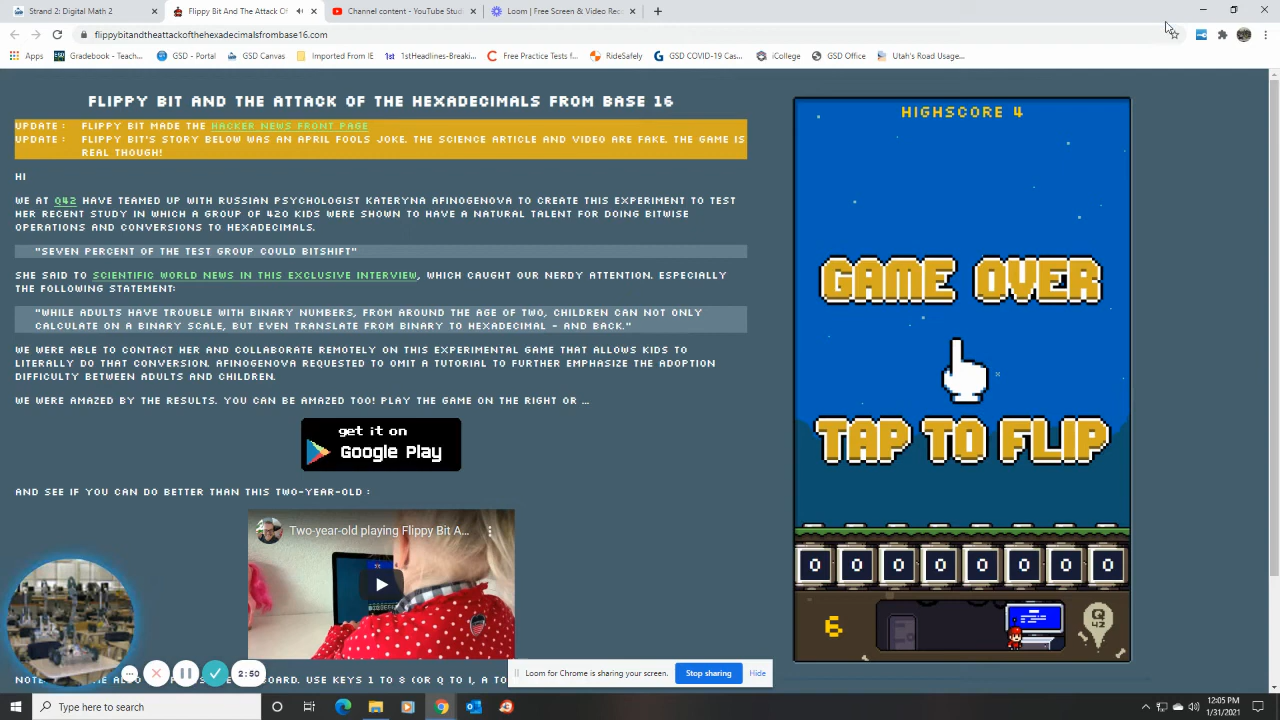 Strand 2: Digital Math 2
Flippy Bit And The Attack Of
Channel content - YouTube Stud
Loom | Free Screen & Video Rec
flippybitandtheattackofthehexadecimalsfrombase16.com
Apps
Gradebook - Teach...
GSD - Portal
GSD Canvas
Imported From IE
1stHeadlines-Breaki...
Free Practice Tests f...
RideSafely
GSD COVID-19 Cas...
iCollege
GSD Office
Utah's Road Usage...
FLIPPY BIT AND THE ATTACK OF THE HEXADECIMALS FROM BASE 16
UPDATE : FLIPPY BIT MADE THE HACKER NEWS FRONT PAGE
UPDATE : FLIPPY BIT'S STORY BELOW WAS AN APRIL FOOLS JOKE. THE SCIENCE ARTICLE AND VIDEO ARE FAKE. THE GAME IS
REAL THOUGH!
HI
WE AT Q42 HAVE TEAMED UP WITH RUSSIAN PSYCHOLOGIST KATERYNA AFINOGENOVA TO CREATE THIS EXPERIMENT TO TEST
HER RECENT STUDY IN WHICH A GROUP OF 420 KIDS WERE SHOWN TO HAVE A NATURAL TALENT FOR DOING BITWISE
OPERATIONS AND CONVERSIONS TO HEXADECIMALS.
"SEVEN PERCENT OF THE TEST GROUP COULD BITSHIFT"
SHE SAID TO SCIENTIFIC WORLD NEWS IN THIS EXCLUSIVE INTERVIEW, WHICH CAUGHT OUR NERDY ATTENTION. ESPECIALLY
THE FOLLOWING STATEMENT:
"WHILE ADULTS HAVE TROUBLE WITH BINARY NUMBERS, FROM AROUND THE AGE OF TWO, CHILDREN CAN NOT ONLY
CALCULATE ON A BINARY SCALE, BUT EVEN TRANSLATE FROM BINARY TO HEXADECIMAL - AND BACK."
WE WERE ABLE TO CONTACT HER AND COLLABORATE REMOTELY ON THIS EXPERIMENTAL GAME THAT ALLOWS KIDS TO
LITERALLY DO THAT CONVERSION. AFINOGENOVA REQUESTED TO OMIT A TUTORIAL TO FURTHER EMPHASIZE THE ADOPTION
DIFFICULTY BETWEEN ADULTS AND CHILDREN.
WE WERE AMAZED BY THE RESULTS. YOU CAN BE AMAZED TOO! PLAY THE GAME ON THE RIGHT OR ...
get it on
Google Play
AND SEE IF YOU CAN DO BETTER THAN THIS TWO-YEAR-OLD :
Two-year-old playing Flippy Bit A...
HIGHSCORE 4
GAME OVER
TAP TO FLIP
0 0 0 0 0 0 0 0
6
Q
42
2:50
Loom for Chrome is sharing your screen.
Stop sharing
Hide
Type here to search
12:05 PM
1/31/2021